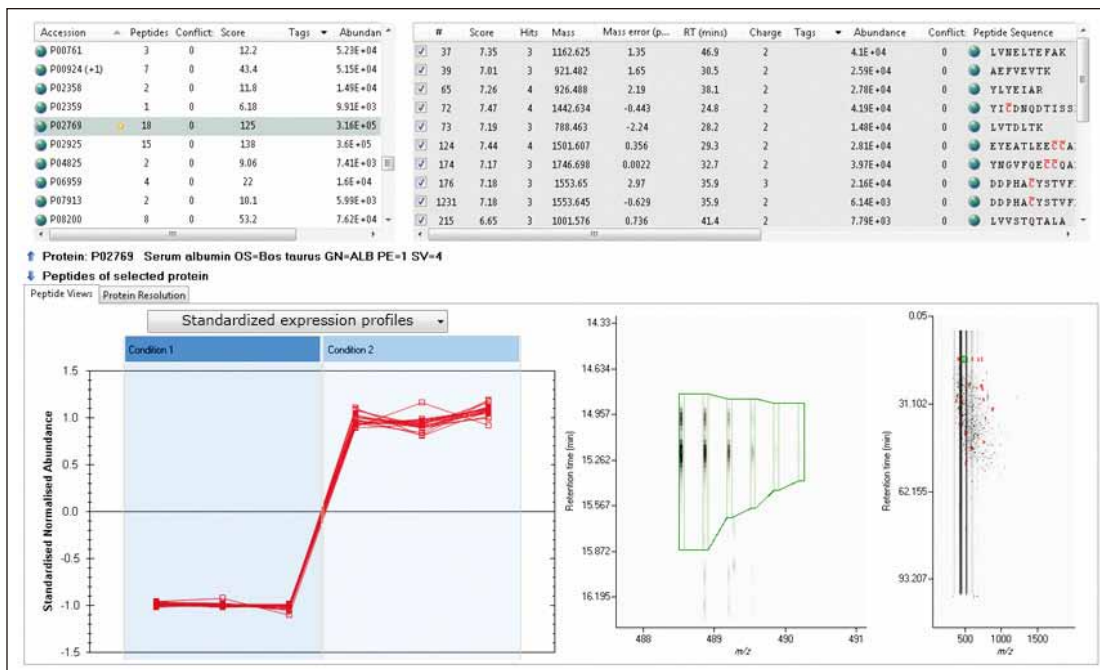 Accession Peptides Conflict: Score Tags Abundan
P00761 3 0 12.2 5.23E+04
P00924 (+1) 7 0 43.4 5.15E+04
P02358 2 0 11.8 1.49E+04
P02359 1 0 6.18 9.91E+03
P02769 18 0 125 3.16E+05
P02925 15 0 138 3.6E+05
P04825 2 0 9.06 7.41E+03
P06959 4 0 22 1.6E+04
P07913 2 0 10.1 5.99E+03
P08200 8 0 53.2 7.62E+04
# Score Hits Mass Mass error (p... RT (mins) Charge Tags Abundance Conflict: Peptide Sequence
37 7.35 3 1162.625 1.35 46.9 2 4.1E+04 0 LVNELTEFAK
39 7.01 3 921.482 1.65 30.5 2 2.59E+04 0 AEFVEVTK
65 7.26 4 926.488 2.19 38.1 2 2.78E+04 0 YLYEIAR
72 7.47 4 1442.634 -0.443 24.8 2 4.19E+04 0 YICDNQDTISS
73 7.19 3 788.463 -2.24 28.2 2 1.48E+04 0 LVTDLTK
124 7.44 4 1501.607 0.356 29.3 2 2.81E+04 0 EYEATLEECCA
174 7.17 3 1746.698 0.0022 32.7 2 3.97E+04 0 YNGVFQECCQA
176 7.18 3 1553.65 2.97 35.9 3 2.16E+04 0 DDPHACYSTVF
1231 7.18 3 1553.645 -0.629 35.9 2 6.14E+03 0 DDPHACYSTVF
215 6.65 3 1001.576 0.736 41.4 2 7.79E+03 0 LVVSTQTALA
Protein: P02769 Serum albumin OS=Bos taurus GN=ALB PE=1 SV=4
Peptides of selected protein
Peptide Views Protein Resolution
Standardized expression profiles
Condition 1 Condition 2
Standardised Normalised Abundance
1.5
1.0
0.5
0.0
-0.5
-1.0
-1.5
Retention time (min)
14.33
14.634
14.957
15.262
15.567
15.872
16.195
488 489 490 491
m/z
Retention time (min)
0.05
31.102
62.155
93.207
500 1000 1500
m/z